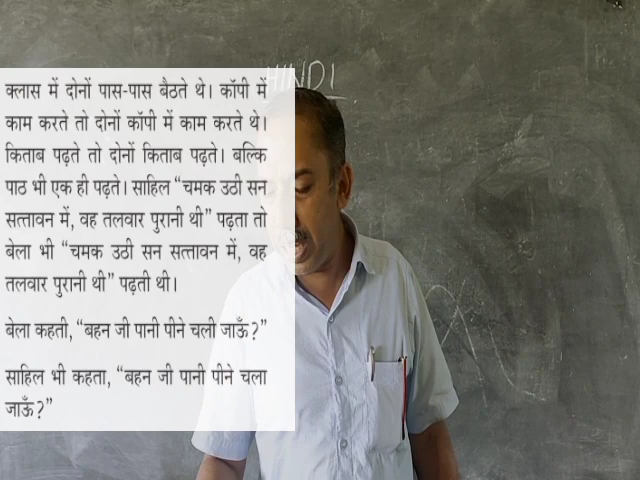 HINDI
क्लास में दोनों पास-पास बैठते थे। कॉपी में
काम करते तो दोनों कॉपी में काम करते थे।
किताब पढ़ते तो दोनों किताब पढ़ते। बल्कि
पाठ भी एक ही पढ़ते। साहिल “चमक उठी सन
सत्तावन में, वह तलवार पुरानी थी” पढ़ता तो
बेला भी “चमक उठी सन सत्तावन में, वह
तलवार पुरानी थी” पढ़ती थी।
बेला कहती, “बहन जी पानी पीने चली जाऊँ?”
साहिल भी कहता, “बहन जी पानी पीने चला
जाऊँ?”